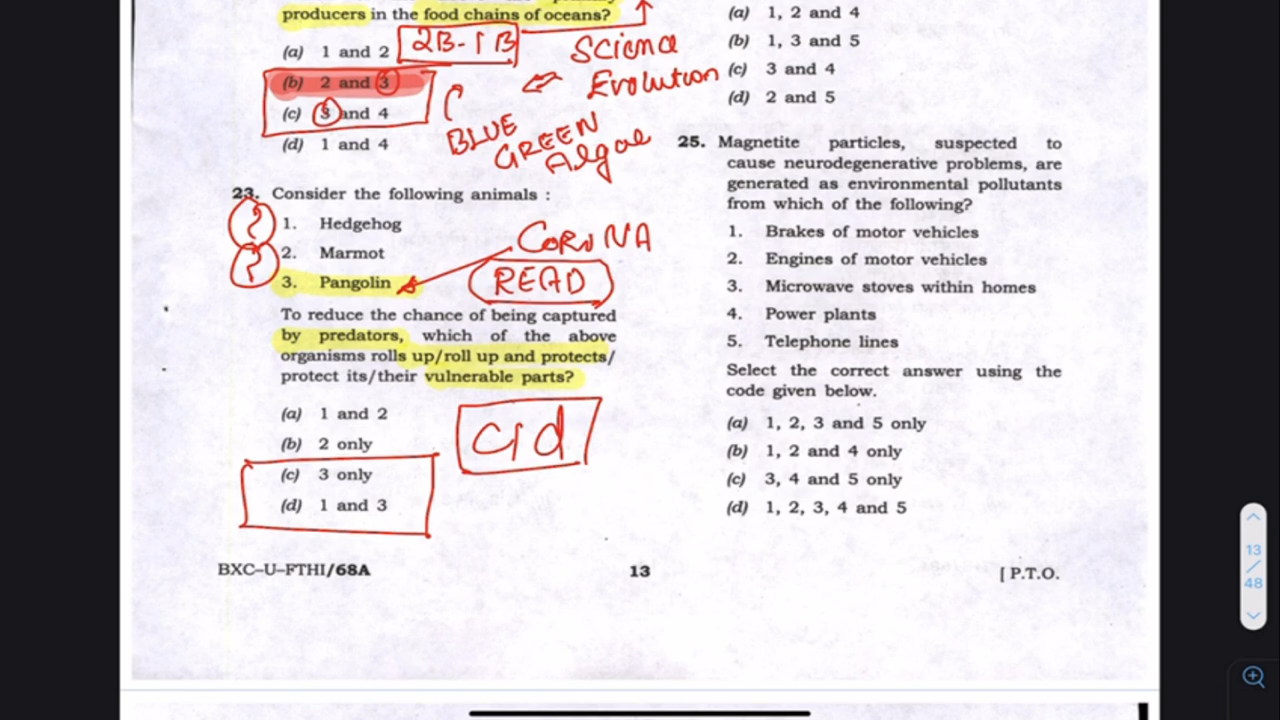 producers in the food chains of oceans?
(a) 1 and 2
2B-1B
Science
Evolution
(b) 2 and 3
(c) 3 and 4
BLUE
GREEN
Algae
(d) 1 and 4
23. Consider the following animals :
?
1. Hedgehog
?
2. Marmot
CORONA
3. Pangolin
READ
To reduce the chance of being captured
by predators, which of the above
organisms rolls up/roll up and protects/
protect its/their vulnerable parts?
(a) 1 and 2
c,d
(b) 2 only
(c) 3 only
(d) 1 and 3
(a) 1, 2 and 4
(b) 1, 3 and 5
(c) 3 and 4
(d) 2 and 5
25. Magnetite particles, suspected to
cause neurodegenerative problems, are
generated as environmental pollutants
from which of the following?
1. Brakes of motor vehicles
2. Engines of motor vehicles
3. Microwave stoves within homes
4. Power plants
5. Telephone lines
Select the correct answer using the
code given below.
(a) 1, 2, 3 and 5 only
(b) 1, 2 and 4 only
(c) 3, 4 and 5 only
(d) 1, 2, 3, 4 and 5
BXC–U–FTHI/68A
13
[ P.T.O.
13
/
48